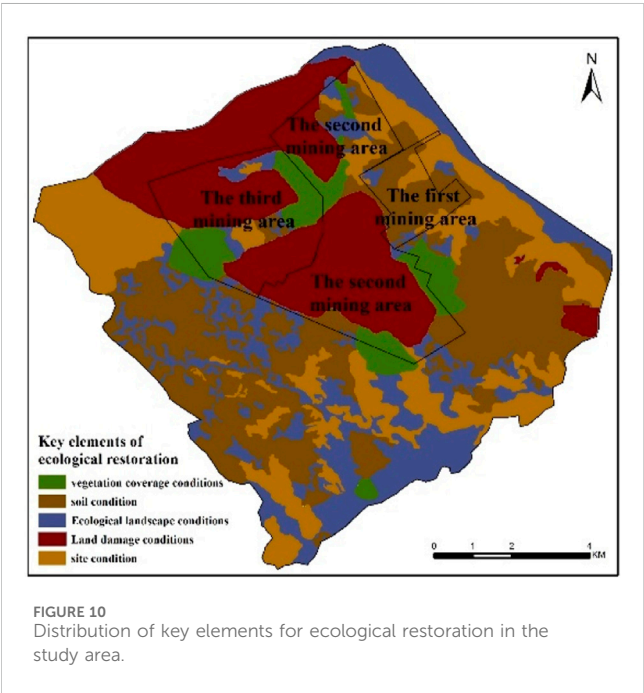 N
The second
mining area
The third
mining area
The first
mining area
The second
mining area
Key elements of
ecological restoration
vegetation coverage conditions
soil condition
Ecological landscape conditions
Land damage conditions
site condition
0 1 2 4
KM
FIGURE 10
Distribution of key elements for ecological restoration in the
study area.